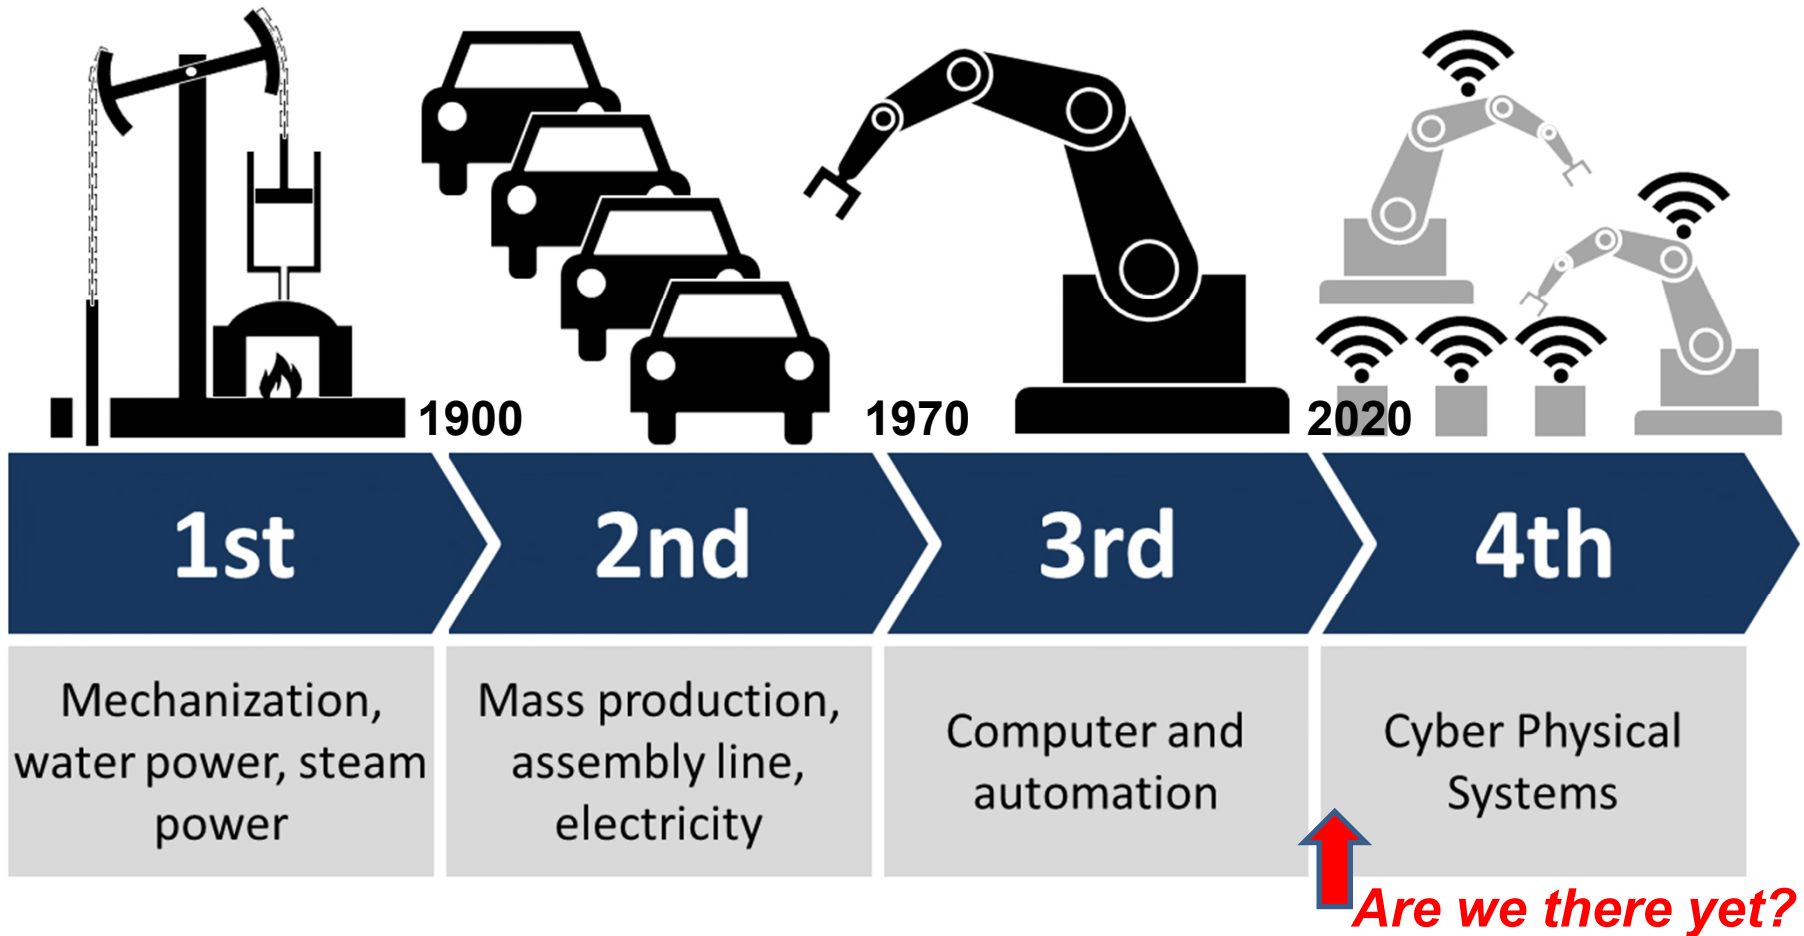 1900
1970
2020
1st
2nd
3rd
4th
Mechanization,
water power, steam
power
Mass production,
assembly line,
electricity
Computer and
automation
Cyber Physical
Systems
Are we there yet?